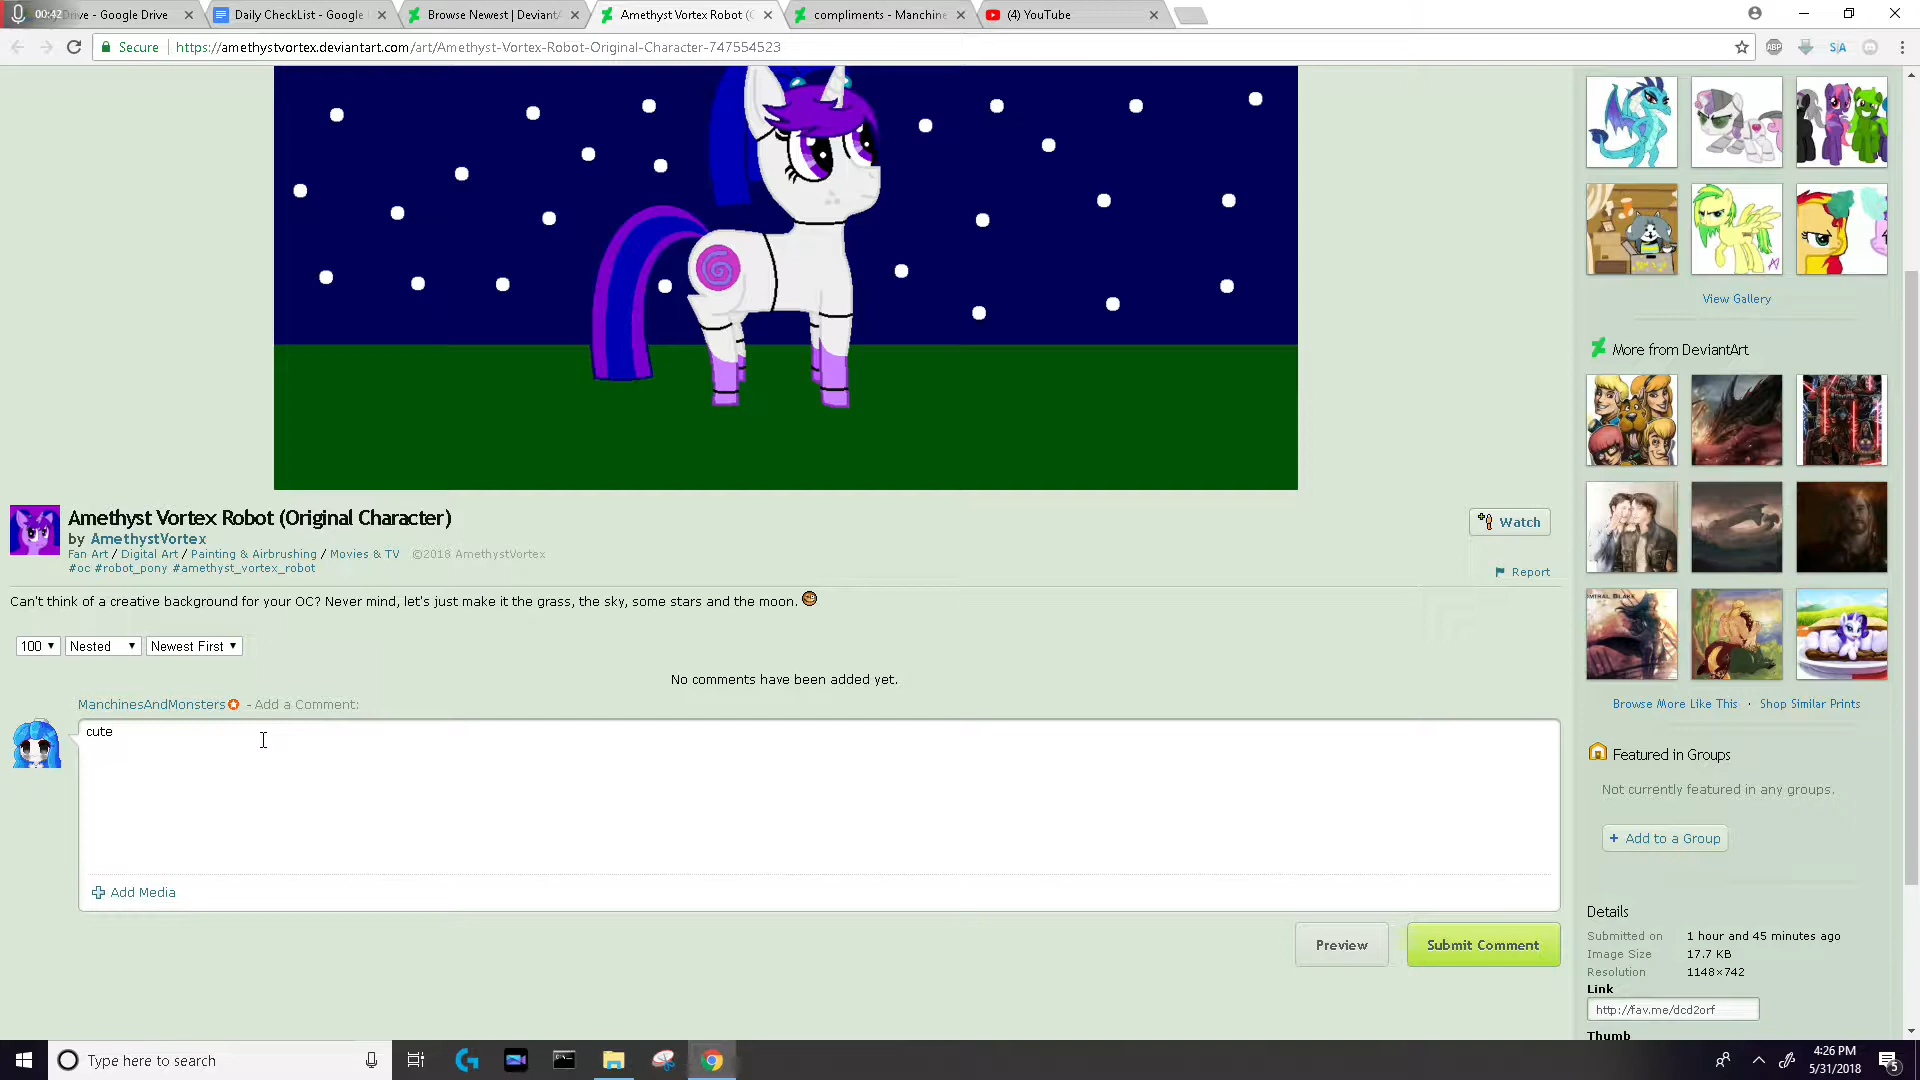 00:42
rive - Google Drive
Daily CheckList - Google
Browse Newest | DeviantA
Amethyst Vortex Robot (O
compliments - Manchine
(4) YouTube
Secure
https://amethystvortex.deviantart.com/art/Amethyst-Vortex-Robot-Original-Character-747554523
ABP
S|A
View Gallery
More from DeviantArt
Browse More Like This · Shop Similar Prints
Featured in Groups
Not currently featured in any groups.
+ Add to a Group
Details
Submitted on 1 hour and 45 minutes ago
Image Size 17.7 KB
Resolution 1148×742
Link
http://fav.me/dcd2orf
Thumb
Amethyst Vortex Robot (Original Character)
by AmethystVortex
Fan Art / Digital Art / Painting & Airbrushing / Movies & TV ©2018 AmethystVortex
#oc #robot_pony #amethyst_vortex_robot
Watch
Report
Can't think of a creative background for your OC? Never mind, let's just make it the grass, the sky, some stars and the moon.
100
Nested
Newest First
No comments have been added yet.
ManchinesAndMonsters - Add a Comment:
cute
Add Media
Preview
Submit Comment
Type here to search
4:26 PM
5/31/2018
5